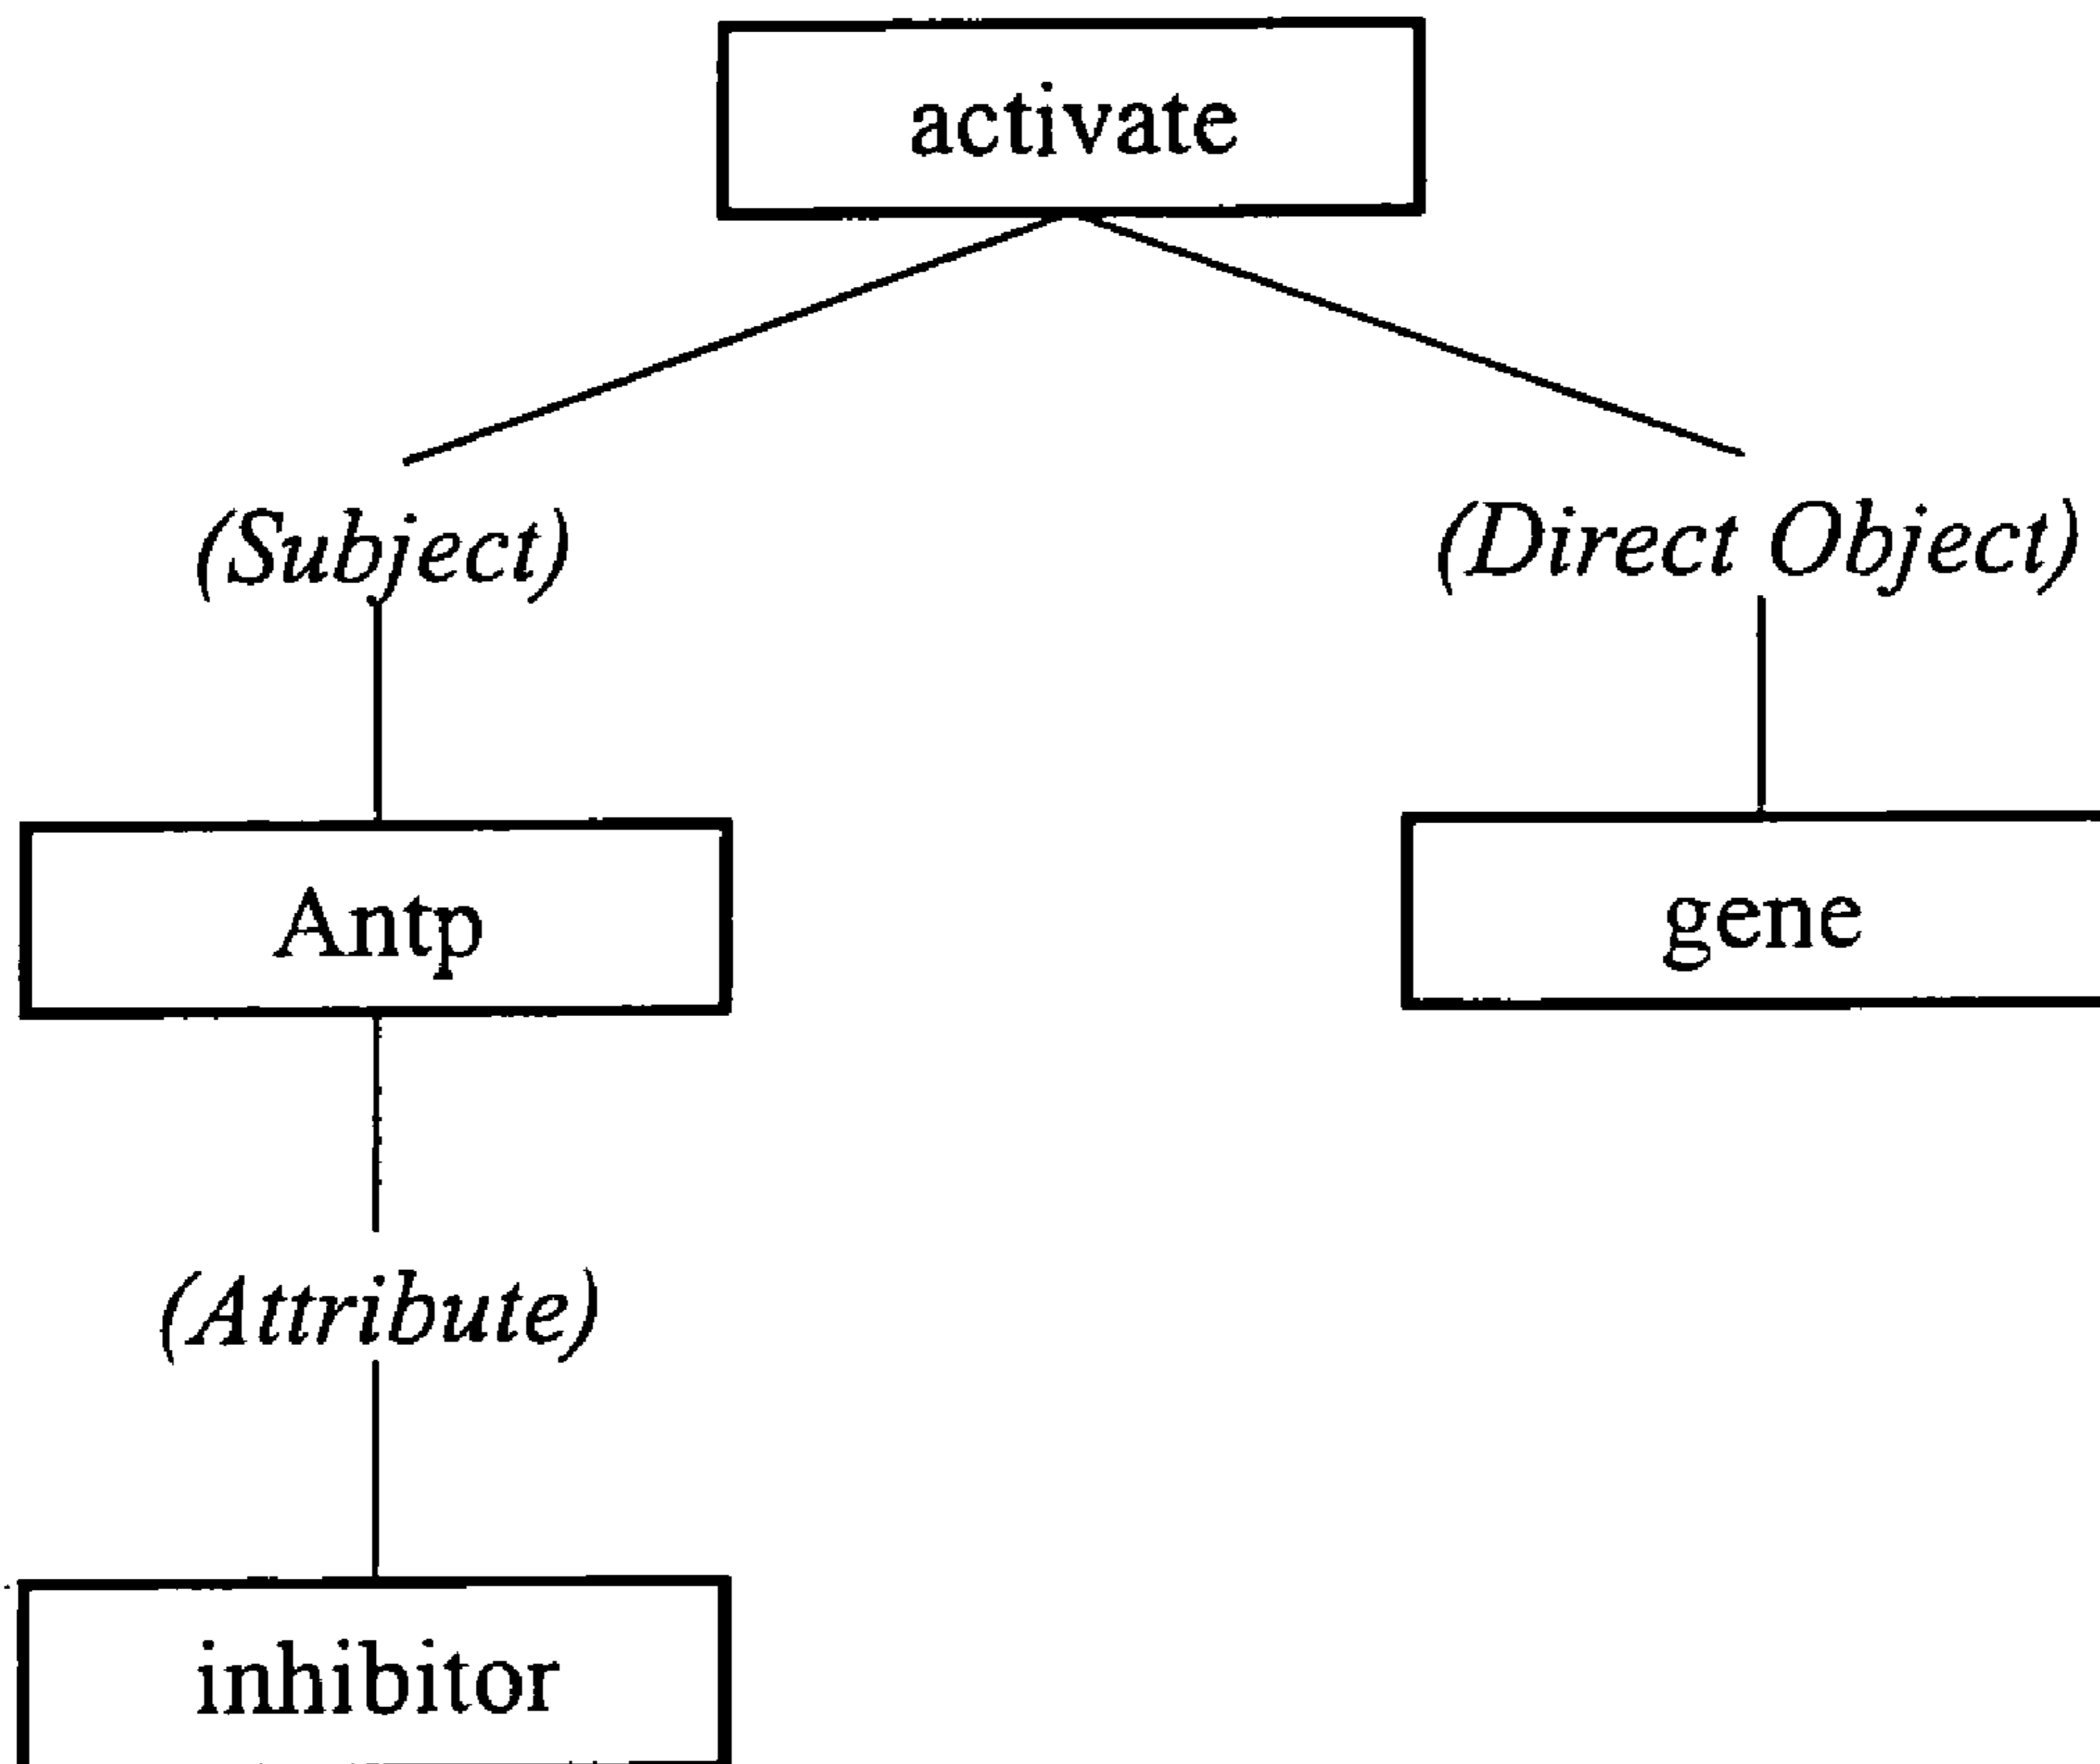 activate
(Subject)
(Direct Object)
Antp
gene
(Attribute)
inhibitor